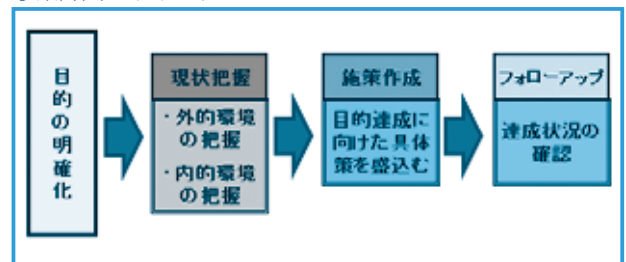 目的の明確化
現状把握
・外的環境
の把握
・内的環境
の把握
施策作成
目的達成に
向けた具体
策を盛込む
フォローアップ
達成状況の
確認